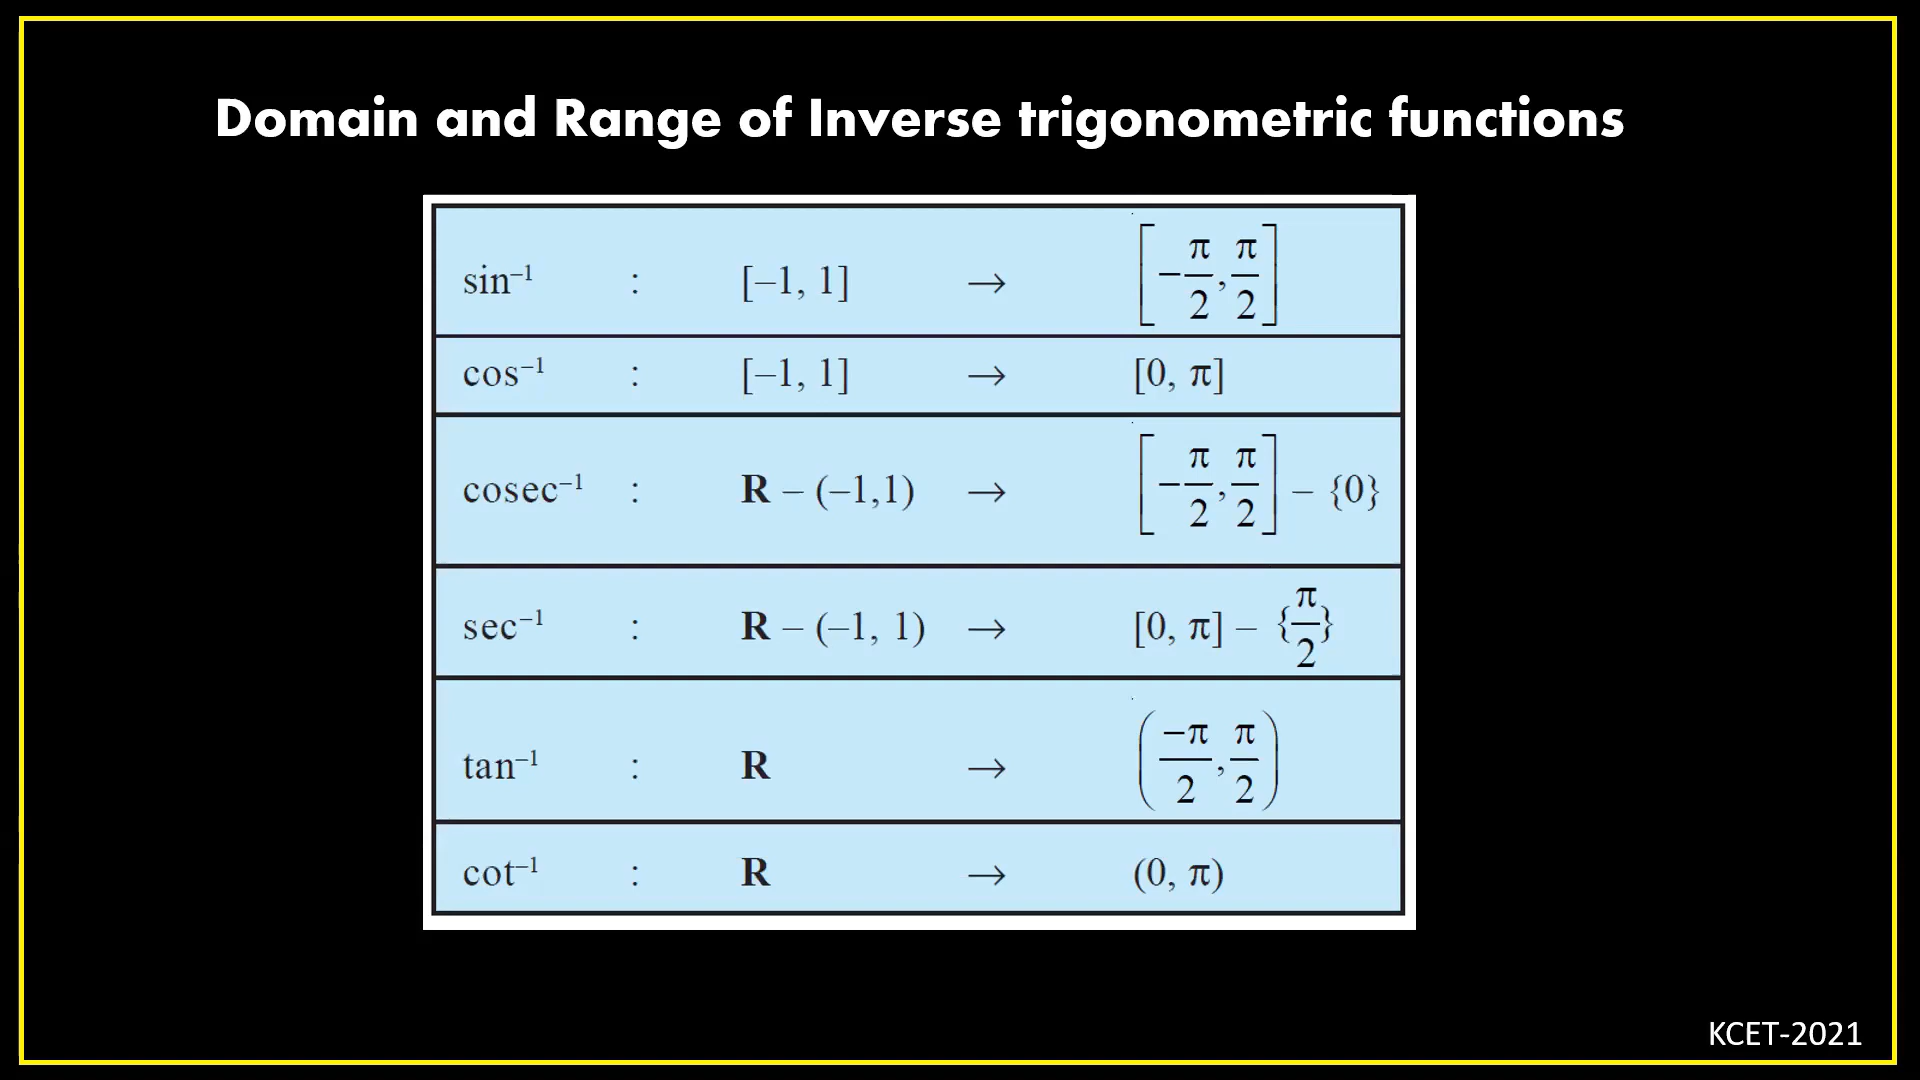 Domain and Range of Inverse trigonometric functions
sin⁻¹ : [–1, 1] → [−π/2, π/2]
cos⁻¹ : [–1, 1] → [0, π]
cosec⁻¹ : R – (–1,1) → [−π/2, π/2] – {0}
sec⁻¹ : R – (–1, 1) → [0, π] – {π/2}
tan⁻¹ : R → (−π/2, π/2)
cot⁻¹ : R → (0, π)
KCET-2021